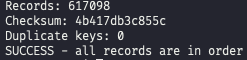 Records: 617098
Checksum: 4b417db3c855c
Duplicate keys: 0
SUCCESS - all records are in order